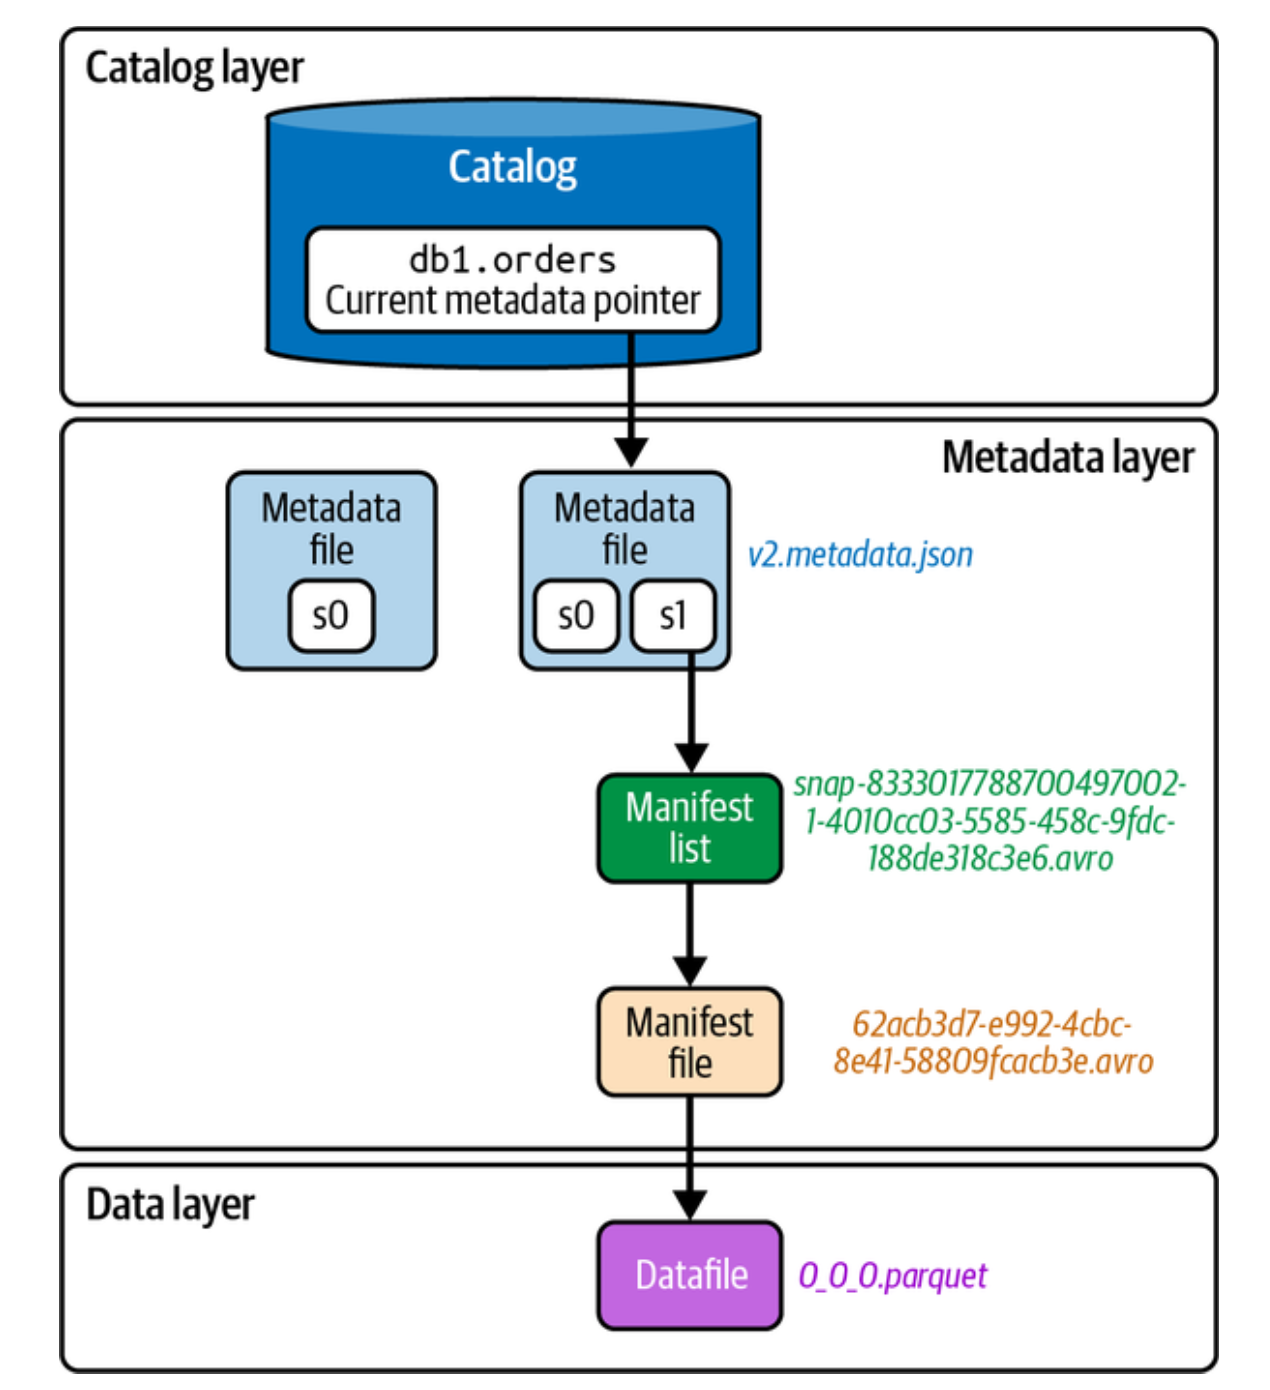 Catalog layer
Catalog
db1.orders
Current metadata pointer
Metadata layer
Metadata
file
s0
Metadata
file
s0
s1
v2.metadata.json
Manifest
list
snap-8333017788700497002-
1-4010cc03-5585-458c-9fdc-
188de318c3e6.avro
Manifest
file
62acb3d7-e992-4cbc-
8e41-58809fcacb3e.avro
Data layer
Datafile
0_0_0.parquet